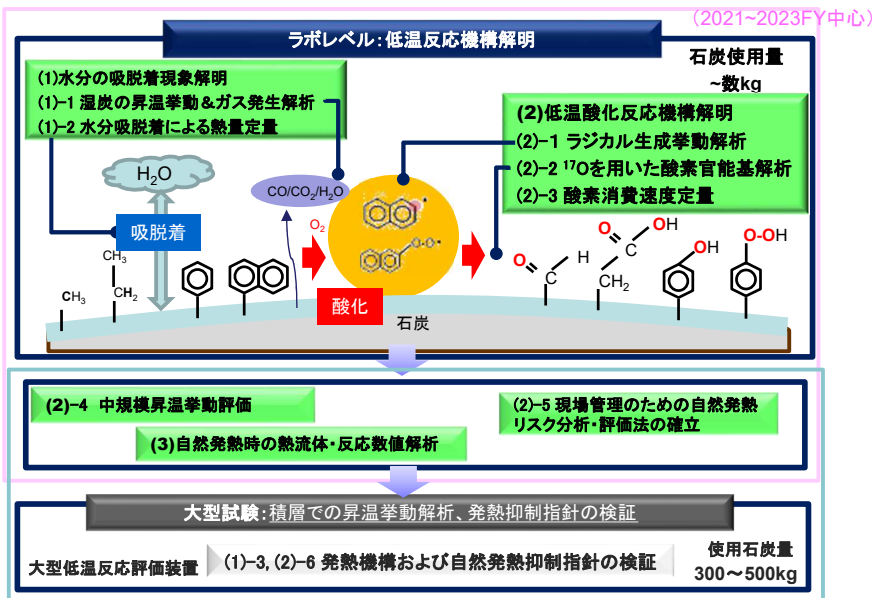 (2021~2023FY中心)
ラボレベル：低温反応機構解明
石炭使用量
~数kg
(1)水分の吸脱着現象解明
(1)-1 湿炭の昇温挙動＆ガス発生解析
(1)-2 水分吸脱着による熱量定量
(2)低温酸化反応機構解明
(2)-1 ラジカル生成挙動解析
(2)-2 ¹⁷Oを用いた酸素官能基解析
(2)-3 酸素消費速度定量
H₂O
CO/CO₂/H₂O
吸脱着
O₂
O-O•
CH₃
CH₃
CH₂
O
C
H
O
OH
C
CH₂
OH
O-OH
酸化
石炭
(2)-4 中規模昇温挙動評価
(2)-5 現場管理のための自然発熱
リスク分析・評価法の確立
(3)自然発熱時の熱流体・反応数値解析
大型試験：積層での昇温挙動解析、発熱抑制指針の検証
大型低温反応評価装置
(1)-3, (2)-6 発熱機構および自然発熱抑制指針の検証
使用石炭量
300～500kg